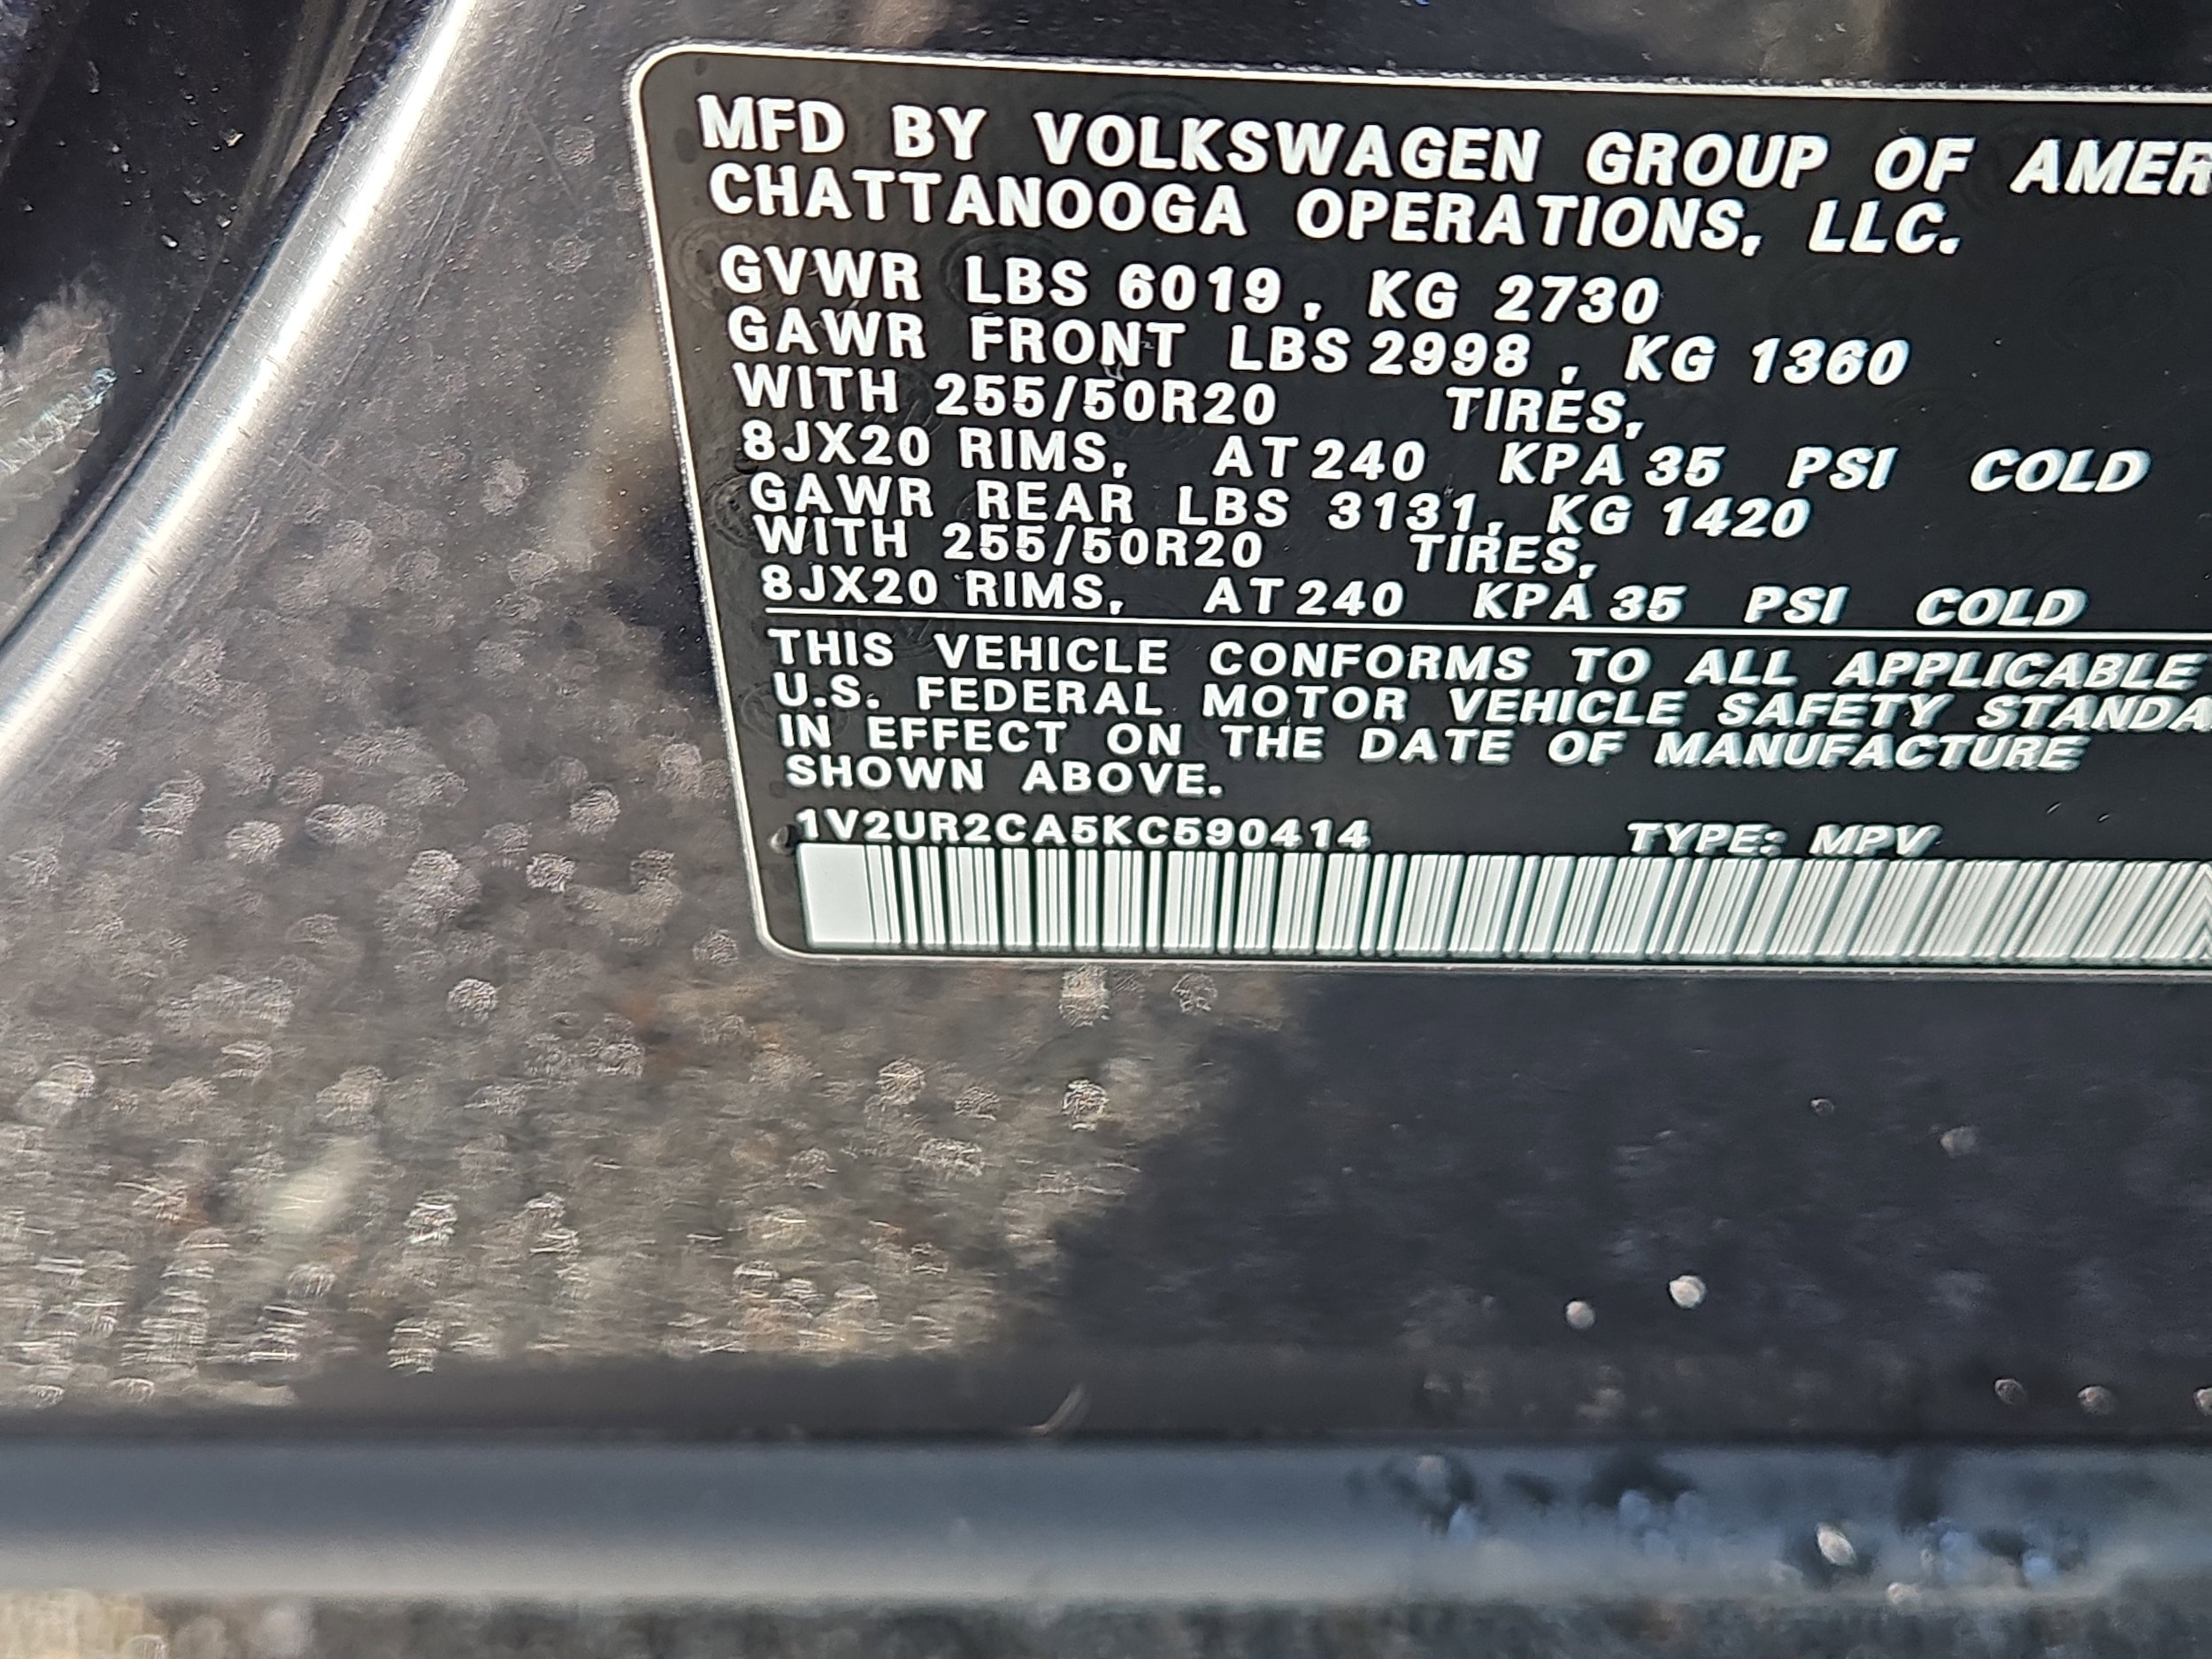 MFD BY VOLKSWAGEN GROUP OF AMER
CHATTANOOGA OPERATIONS, LLC.
GVWR LBS 6019, KG 2730
GAWR FRONT LBS 2998, KG 1360
WITH 255/50R20 TIRES,
8JX20 RIMS, AT 240 KPA 35 PSI COLD
GAWR REAR LBS 3131, KG 1420
WITH 255/50R20 TIRES,
8JX20 RIMS, AT 240 KPA 35 PSI COLD
THIS VEHICLE CONFORMS TO ALL APPLICABLE
U.S. FEDERAL MOTOR VEHICLE SAFETY STANDA
IN EFFECT ON THE DATE OF MANUFACTURE
SHOWN ABOVE.
1V2UR2CA5KC590414 TYPE: MPV